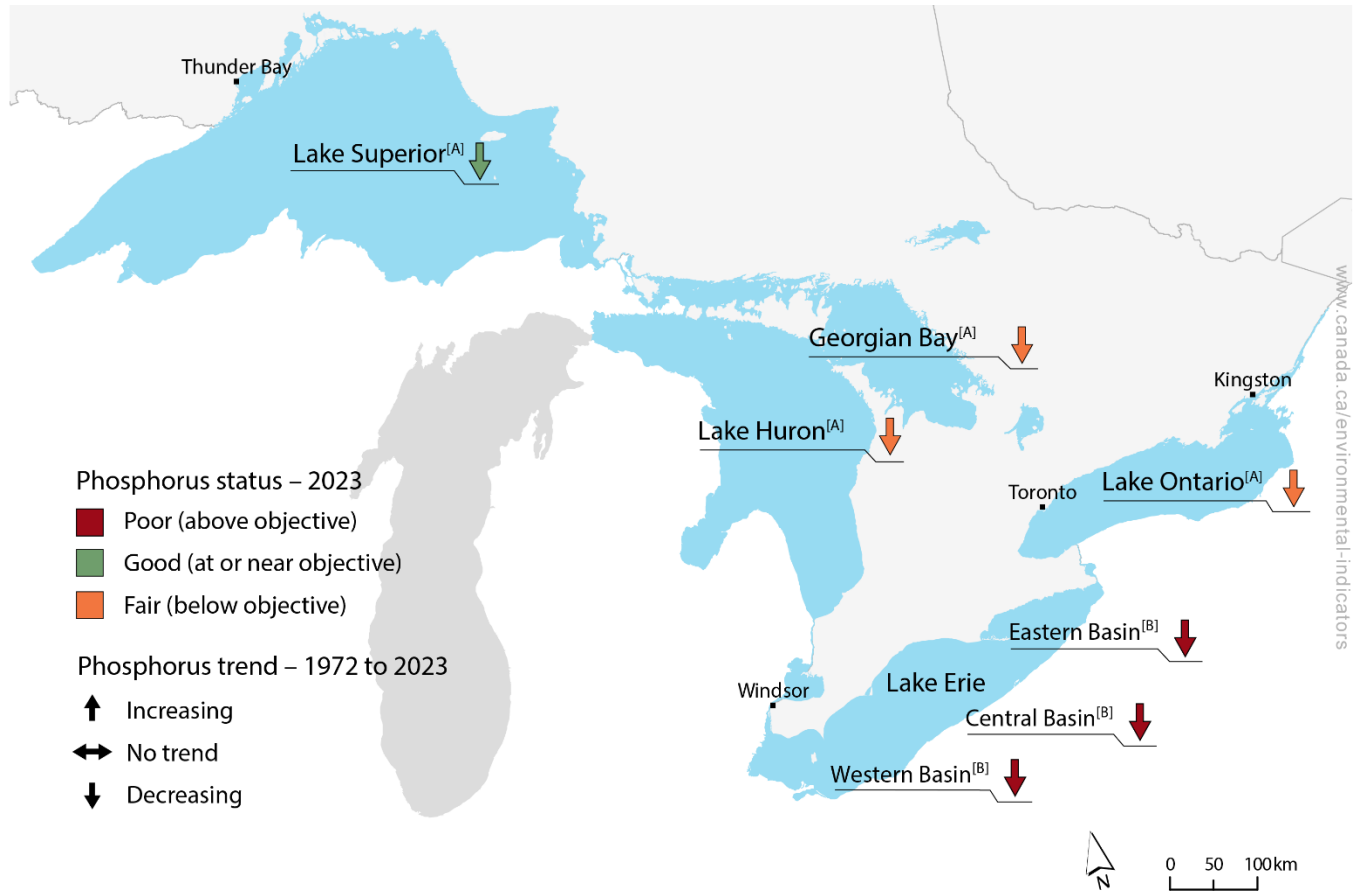 Thunder Bay
Lake Superior[A]
Georgian Bay[A]
Kingston
Lake Huron[A]
Lake Ontario[A]
Toronto
www.canada.ca/environmental-indicators
Phosphorus status – 2023
Poor (above objective)
Good (at or near objective)
Fair (below objective)
Phosphorus trend – 1972 to 2023
Increasing
No trend
Decreasing
Eastern Basin[B]
Lake Erie
Windsor
Central Basin[B]
Western Basin[B]
N
0 50 100 km